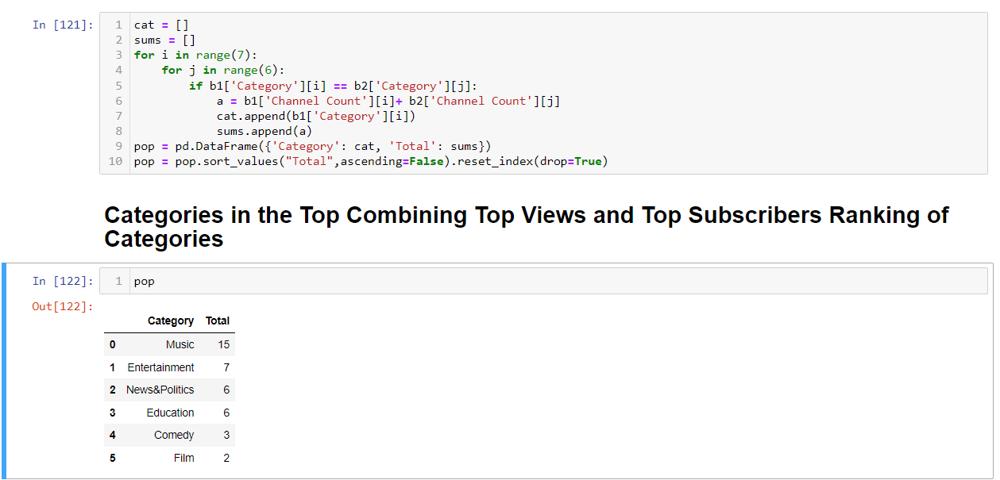 In [121]:
1 cat = []
2 sums = []
3 for i in range(7):
4     for j in range(6):
5         if b1['Category'][i] == b2['Category'][j]:
6             a = b1['Channel Count'][i]+ b2['Channel Count'][j]
7             cat.append(b1['Category'][i])
8             sums.append(a)
9 pop = pd.DataFrame({'Category': cat, 'Total': sums})
10 pop = pop.sort_values("Total",ascending=False).reset_index(drop=True)
Categories in the Top Combining Top Views and Top Subscribers Ranking of
Categories
In [122]: 1 pop
Out[122]:
Category Total
0 Music 15
1 Entertainment 7
2 News&Politics 6
3 Education 6
4 Comedy 3
5 Film 2